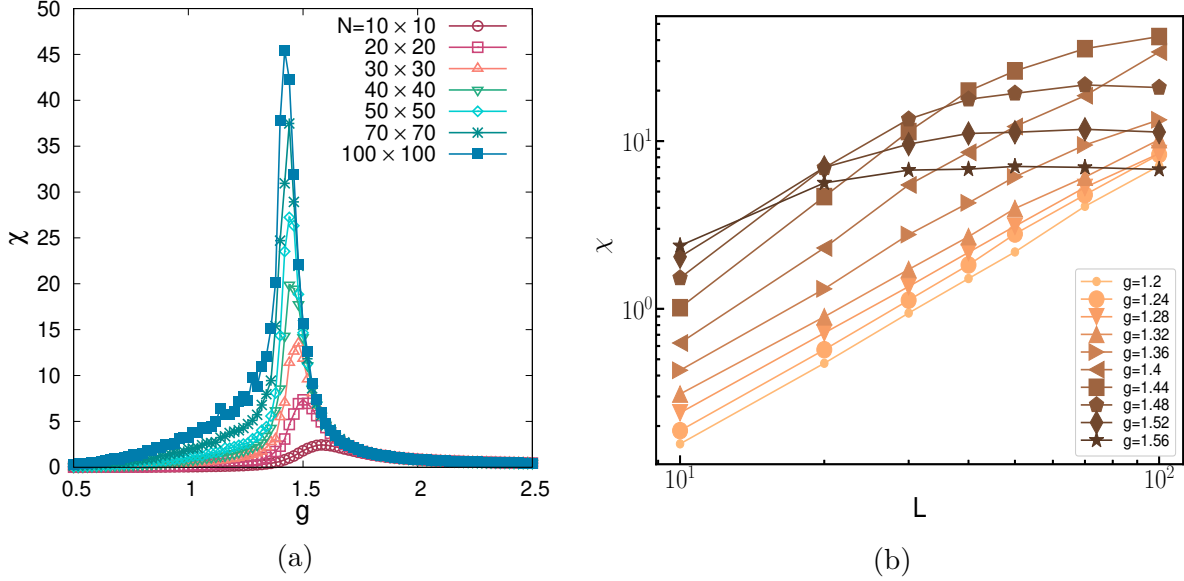 50
45
40
35
30
25
20
15
10
5
0
χ
0.5
1
1.5
2
2.5
g
N=10 × 10
20 × 20
30 × 30
40 × 40
50 × 50
70 × 70
100 × 100
(a)
10¹
10⁰
χ
10¹
10²
L
g=1.2
g=1.24
g=1.28
g=1.32
g=1.36
g=1.4
g=1.44
g=1.48
g=1.52
g=1.56
(b)